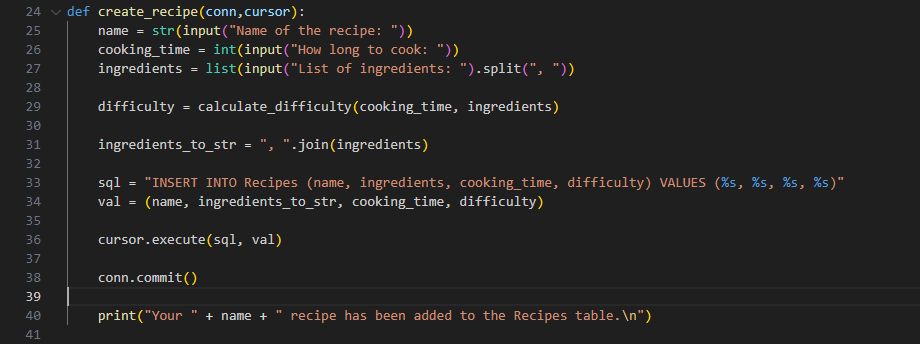 24 def create_recipe(conn,cursor):
25     name = str(input("Name of the recipe: "))
26     cooking_time = int(input("How long to cook: "))
27     ingredients = list(input("List of ingredients: ").split(", "))
28
29     difficulty = calculate_difficulty(cooking_time, ingredients)
30
31     ingredients_to_str = ", ".join(ingredients)
32
33     sql = "INSERT INTO Recipes (name, ingredients, cooking_time, difficulty) VALUES (%s, %s, %s, %s)"
34     val = (name, ingredients_to_str, cooking_time, difficulty)
35
36     cursor.execute(sql, val)
37
38     conn.commit()
39
40     print("Your " + name + " recipe has been added to the Recipes table.\n")
41